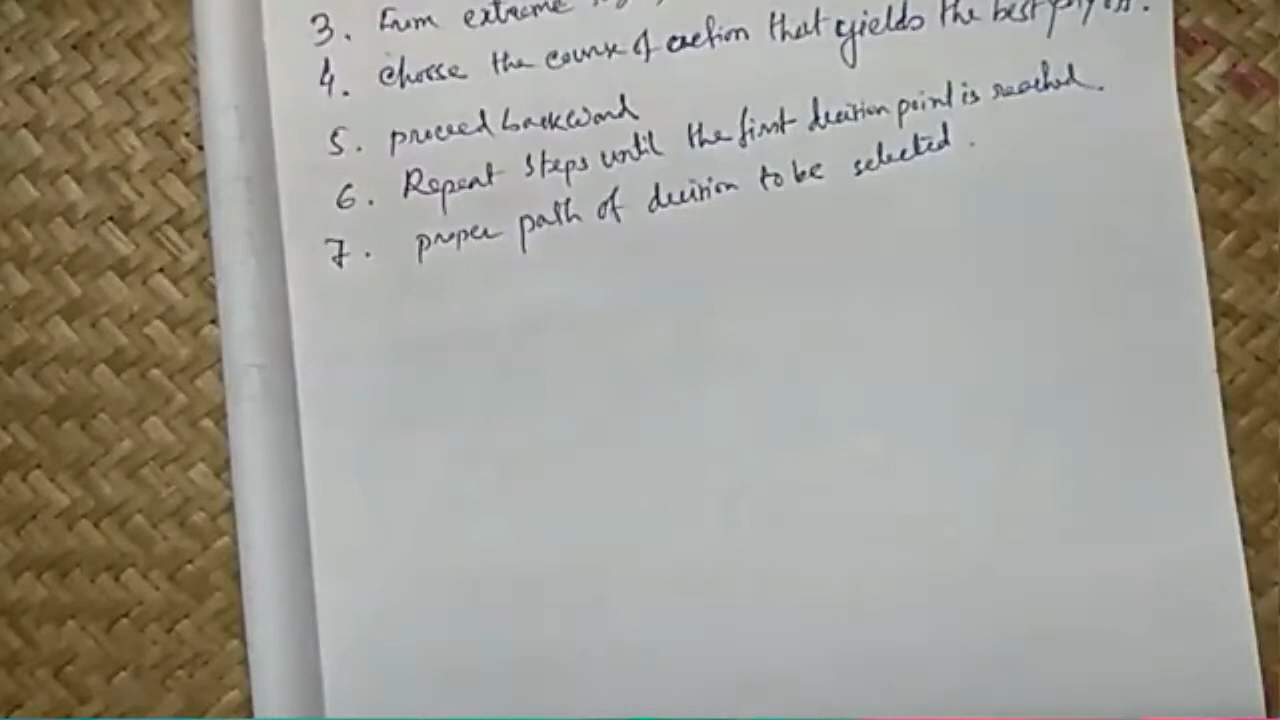 3. From extreme
4. choose the course of action that yields the best payoff.
5. proceed backward
6. Repeat steps until the first decision point is reached.
7. proper path of decision to be selected.